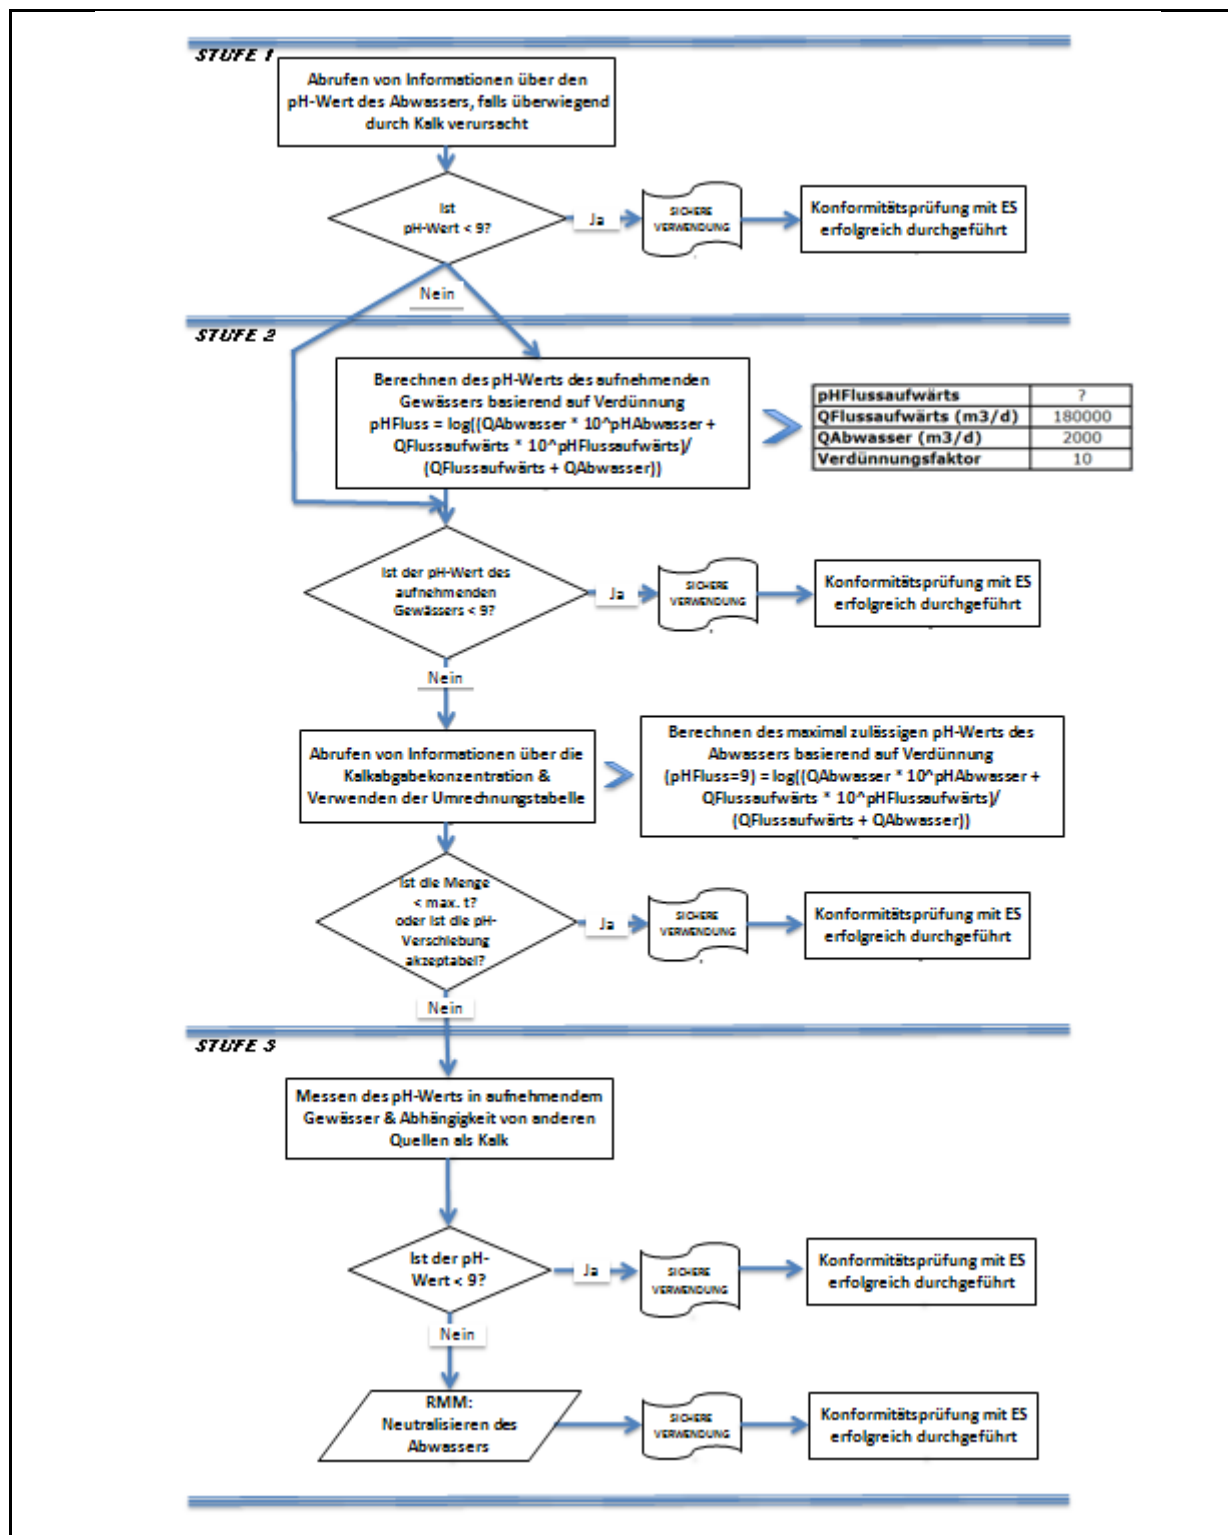 STUFE 1
Abrufen von Informationen über den
pH-Wert des Abwassers, falls überwiegend
durch Kalk verursacht
Ist
pH-Wert < 9?
Ja
SICHERE
VERWENDUNG
Konformitätsprüfung mit ES
erfolgreich durchgeführt
Nein
STUFE 2
Berechnen des pH-Werts des aufnehmenden
Gewässers basierend auf Verdünnung
pHFluss = log((QAbwasser * 10^pHAbwasser +
QFlussaufwärts * 10^pHFlussaufwärts)/
(QFlussaufwärts + QAbwasser))
pHFlussaufwärts ?
QFlussaufwärts (m3/d) 180000
QAbwasser (m3/d) 2000
Verdünnungsfaktor 10
Ist der pH-Wert des
aufnehmenden
Gewässers < 9?
Ja
SICHERE
VERWENDUNG
Konformitätsprüfung mit ES
erfolgreich durchgeführt
Nein
Abrufen von Informationen über die
Kalkabgabekonzentration &
Verwenden der Umrechnungstabelle
Berechnen des maximal zulässigen pH-Werts des
Abwassers basierend auf Verdünnung
(pHFluss=9) = log((QAbwasser * 10^pHAbwasser +
QFlussaufwärts * 10^pHFlussaufwärts)/
(QFlussaufwärts + QAbwasser))
Ist die Menge
< max. t?
oder ist die pH-
Verschiebung
akzeptabel?
Ja
SICHERE
VERWENDUNG
Konformitätsprüfung mit ES
erfolgreich durchgeführt
Nein
STUFE 3
Messen des pH-Werts in aufnehmendem
Gewässer & Abhängigkeit von anderen
Quellen als Kalk
Ist der pH-
Wert < 9?
Ja
SICHERE
VERWENDUNG
Konformitätsprüfung mit ES
erfolgreich durchgeführt
Nein
RMM:
Neutralisieren des
Abwassers
SICHERE
VERWENDUNG
Konformitätsprüfung mit ES
erfolgreich durchgeführt